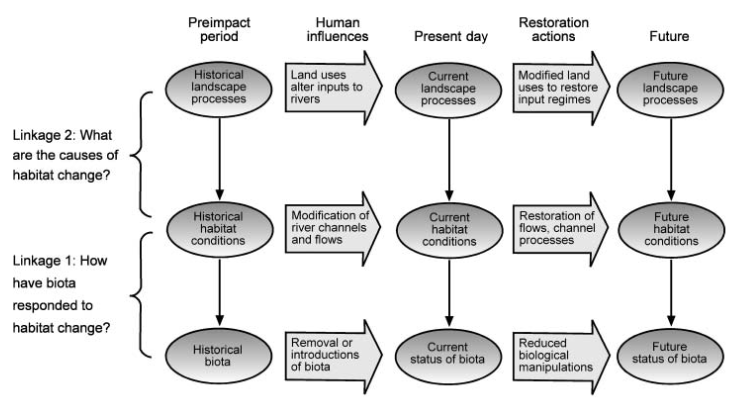 Preimpact
period
Human
influences
Present day
Restoration
actions
Future
Historical
landscape
processes
Land uses
alter inputs to
rivers
Current
landscape
processes
Modified land
uses to restore
input regimes
Future
landscape
processes
Linkage 2: What
are the causes of
habitat change?
Historical
habitat
conditions
Modification of
river channels
and flows
Current
habitat
conditions
Restoration of
flows, channel
processes
Future
habitat
conditions
Linkage 1: How
have biota
responded to
habitat change?
Historical
biota
Removal or
introductions
of biota
Current
status of biota
Reduced
biological
manipulations
Future
status of biota